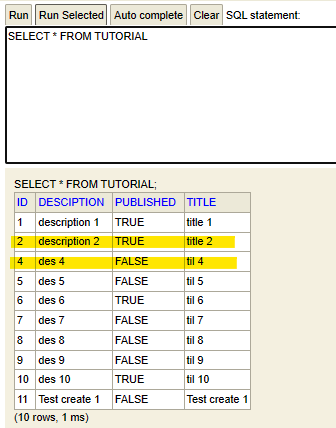 Run Run Selected Auto complete Clear SQL statement:
SELECT * FROM TUTORIAL
SELECT * FROM TUTORIAL;
ID DESCIPTION PUBLISHED TITLE
1 description 1 TRUE title 1
2 description 2 TRUE title 2
4 des 4 FALSE til 4
5 des 5 FALSE til 5
6 des 6 TRUE til 6
7 des 7 FALSE til 7
8 des 8 FALSE til 8
9 des 9 FALSE til 9
10 des 10 TRUE til 10
11 Test create 1 FALSE Test create 1
(10 rows, 1 ms)